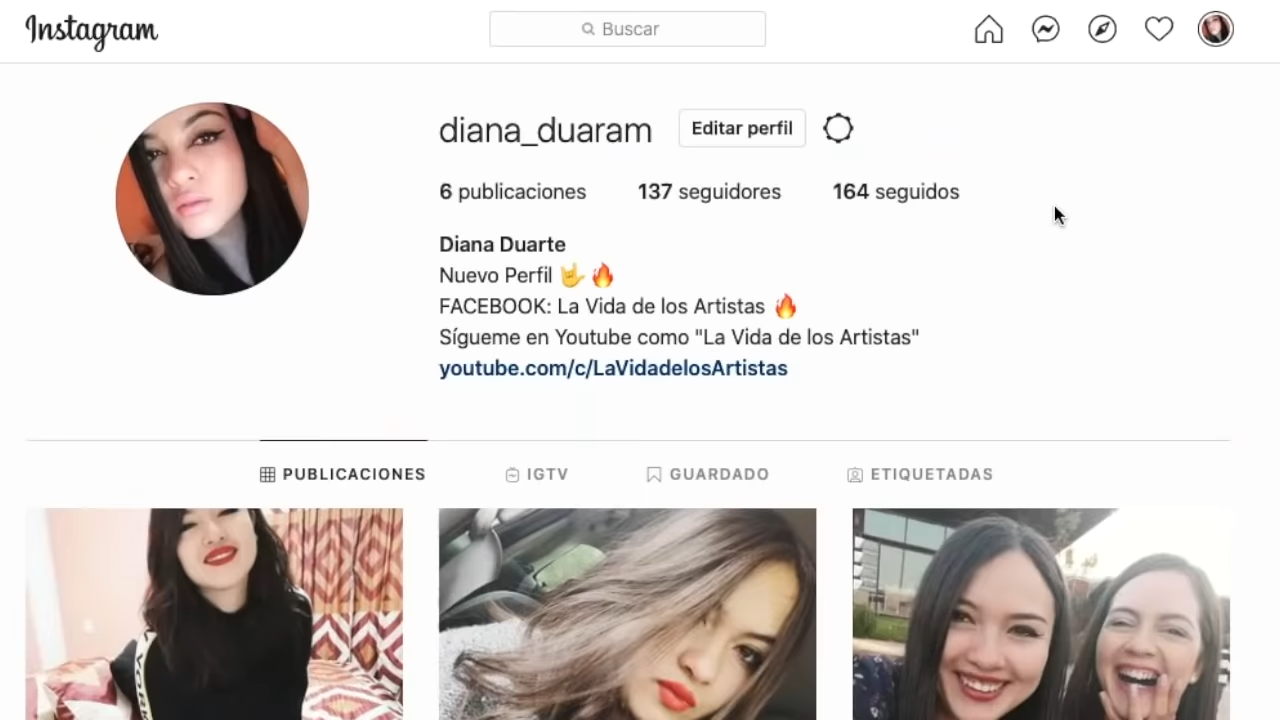 Instagram
Buscar
diana_duaram Editar perfil
6 publicaciones 137 seguidores 164 seguidos
Diana Duarte
Nuevo Perfil 🤟🔥
FACEBOOK: La Vida de los Artistas 🔥
Sígueme en Youtube como "La Vida de los Artistas"
youtube.com/c/LaVidadelosArtistas
PUBLICACIONES IGTV GUARDADO ETIQUETADAS